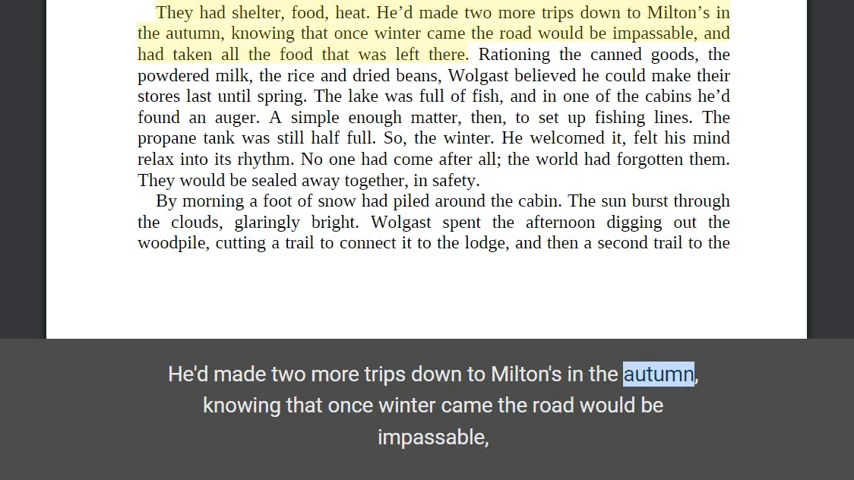 They had shelter, food, heat. He’d made two more trips down to Milton’s in
the autumn, knowing that once winter came the road would be impassable, and
had taken all the food that was left there. Rationing the canned goods, the
powdered milk, the rice and dried beans, Wolgast believed he could make their
stores last until spring. The lake was full of fish, and in one of the cabins he’d
found an auger. A simple enough matter, then, to set up fishing lines. The
propane tank was still half full. So, the winter. He welcomed it, felt his mind
relax into its rhythm. No one had come after all; the world had forgotten them.
They would be sealed away together, in safety.
By morning a foot of snow had piled around the cabin. The sun burst through
the clouds, glaringly bright. Wolgast spent the afternoon digging out the
woodpile, cutting a trail to connect it to the lodge, and then a second trail to the
He'd made two more trips down to Milton's in the autumn,
knowing that once winter came the road would be
impassable,